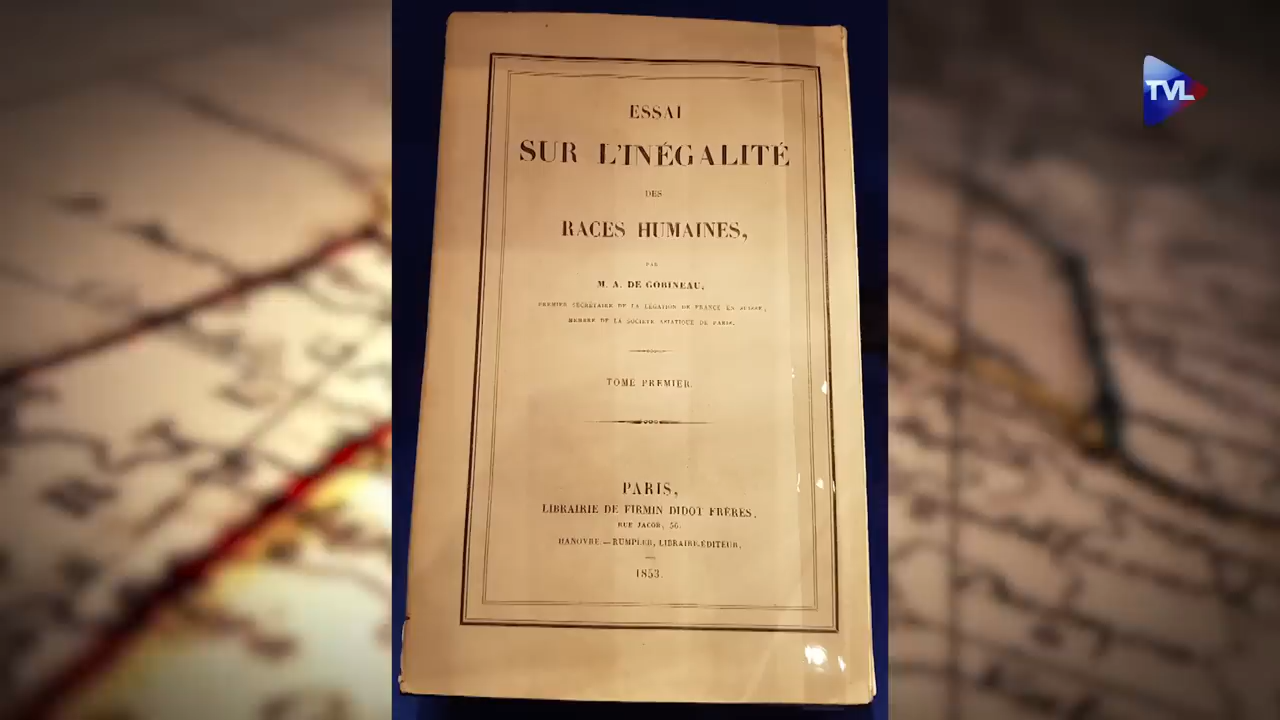 TVL
ESSAI
SUR L'INÉGALITÉ
DES
RACES HUMAINES,
PAR
M. A. DE GOBINEAU,
PREMIER SECRÉTAIRE DE LA LÉGATION DE FRANCE EN SUISSE,
MEMBRE DE LA SOCIÉTÉ ASIATIQUE DE PARIS.
TOME PREMIER.
PARIS,
LIBRAIRIE DE FIRMIN DIDOT FRÈRES,
RUE JACOB, 56.
HANOVRE. — RUMPLER, LIBRAIRE-ÉDITEUR,
1853.